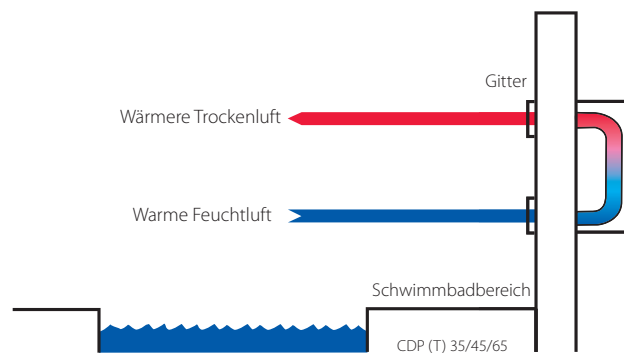 Gitter
Wärmere Trockenluft
Warme Feuchtluft
Schwimmbadbereich
CDP (T) 35/45/65